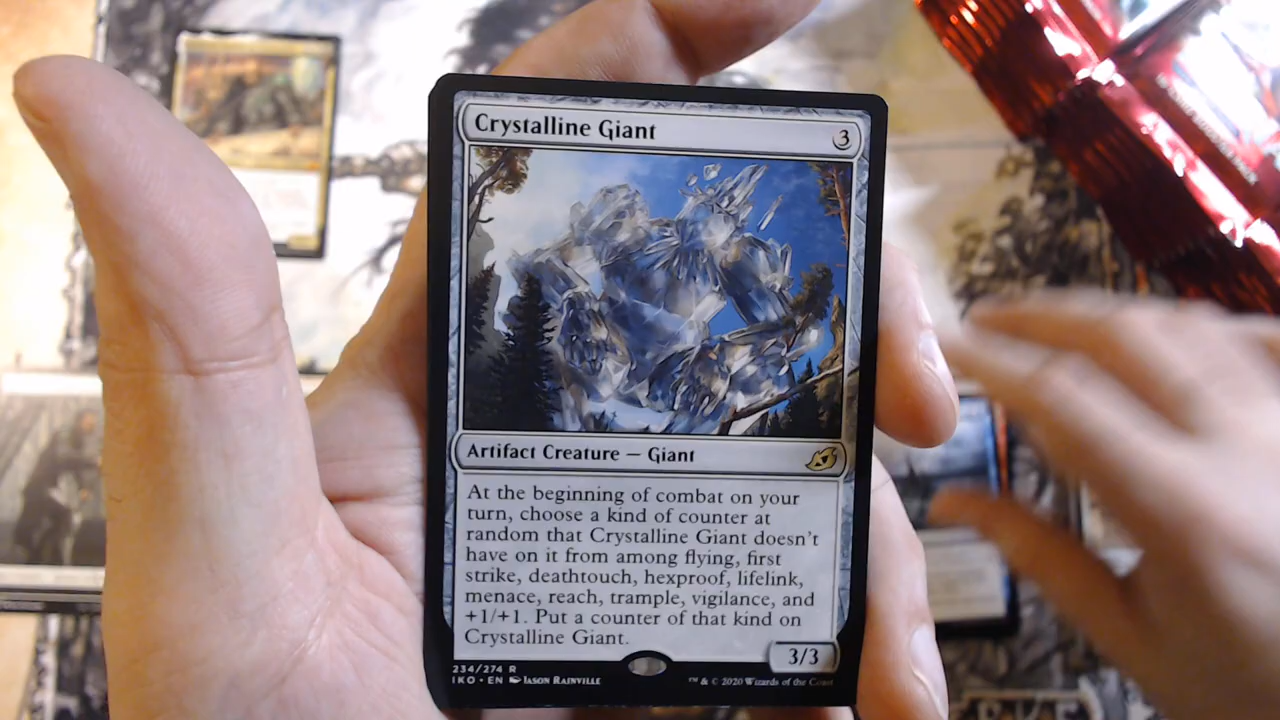 Crystalline Giant 3
Artifact Creature — Giant
At the beginning of combat on your
turn, choose a kind of counter at
random that Crystalline Giant doesn't
have on it from among flying, first
strike, deathtouch, hexproof, lifelink,
menace, reach, trample, vigilance, and
+1/+1. Put a counter of that kind on
Crystalline Giant.
3/3
234/274 R
IKO • EN Jason Rainville
™ & © 2020 Wizards of the Coast